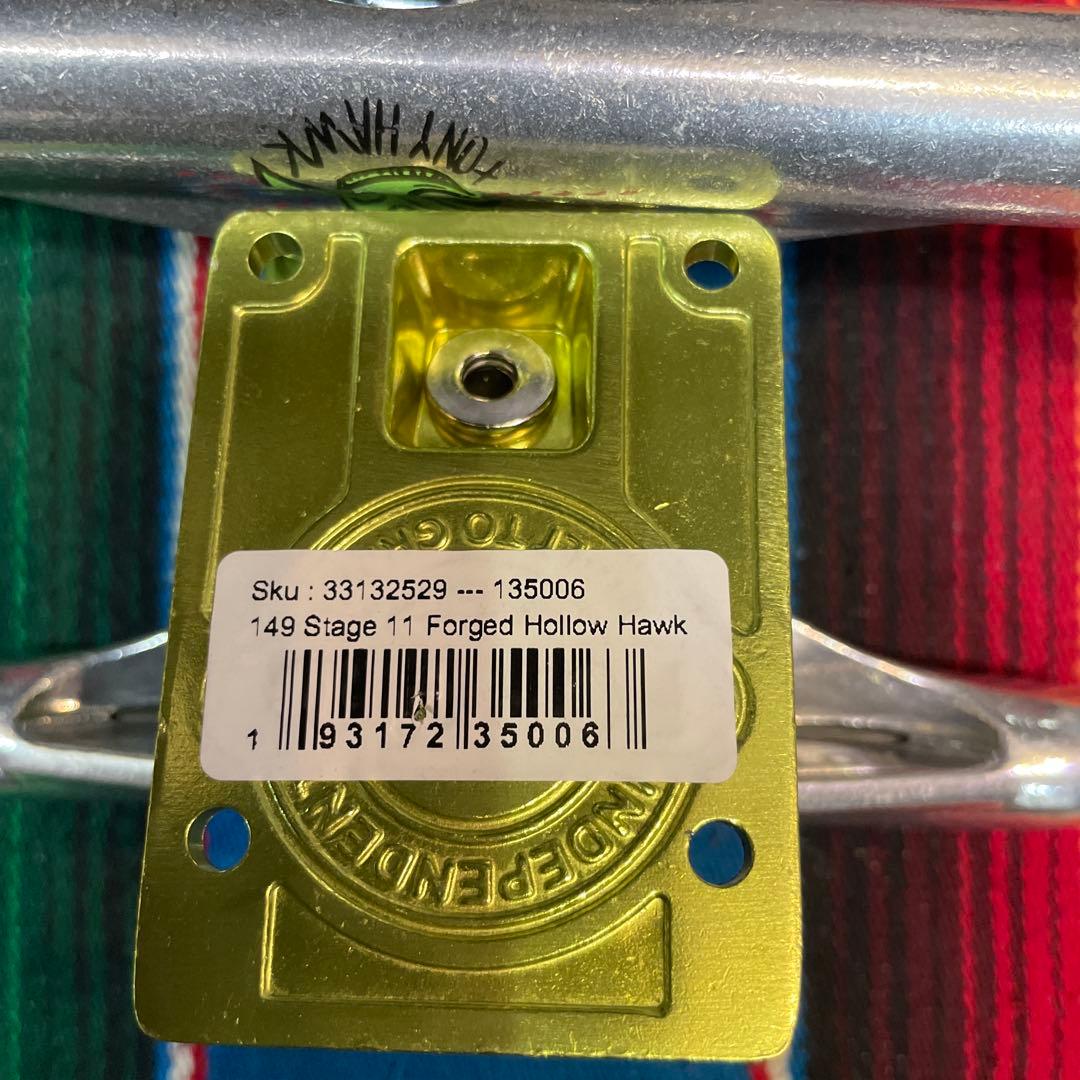 TONY HAWK
Sku : 33132529 --- 135006
149 Stage 11 Forged Hollow Hawk
1 93172 35006
INDEPENDEN